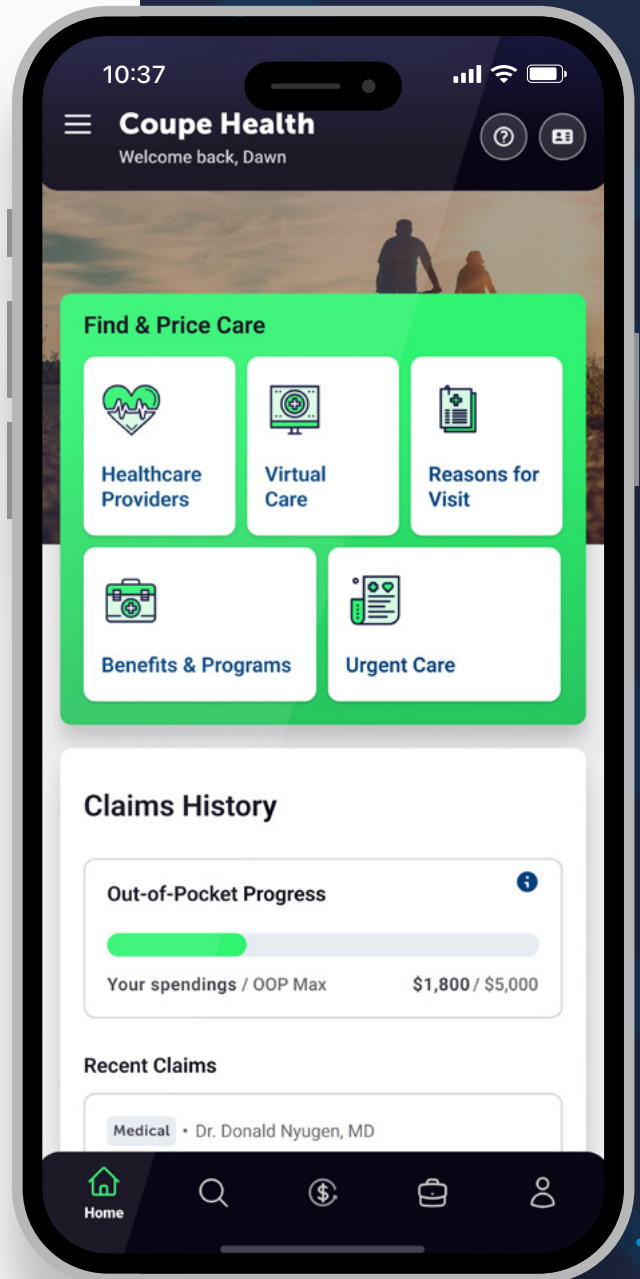 10:37
Coupe Health
Welcome back, Dawn
Find & Price Care
Healthcare
Providers
Virtual
Care
Reasons for
Visit
Benefits & Programs
Urgent Care
Claims History
Out-of-Pocket Progress
Your spendings / OOP Max
$1,800 / $5,000
Recent Claims
Medical • Dr. Donald Nyugen, MD
Home